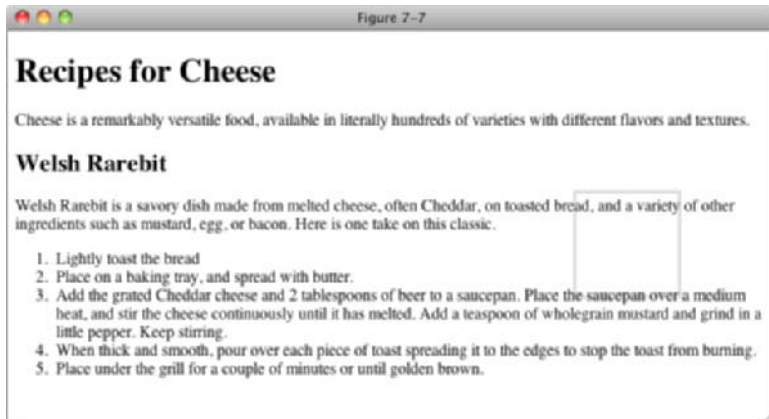 Figure 7-7
Recipes for Cheese
Cheese is a remarkably versatile food, available in literally hundreds of varieties with different flavors and textures.
Welsh Rarebit
Welsh Rarebit is a savory dish made from melted cheese, often Cheddar, on toasted bread, and a variety of other
ingredients such as mustard, egg, or bacon. Here is one take on this classic.
1. Lightly toast the bread
2. Place on a baking tray, and spread with butter.
3. Add the grated Cheddar cheese and 2 tablespoons of beer to a saucepan. Place the saucepan over a medium
heat, and stir the cheese continuously until it has melted. Add a teaspoon of wholegrain mustard and grind in a
little pepper. Keep stirring.
4. When thick and smooth, pour over each piece of toast spreading it to the edges to stop the toast from burning.
5. Place under the grill for a couple of minutes or until golden brown.